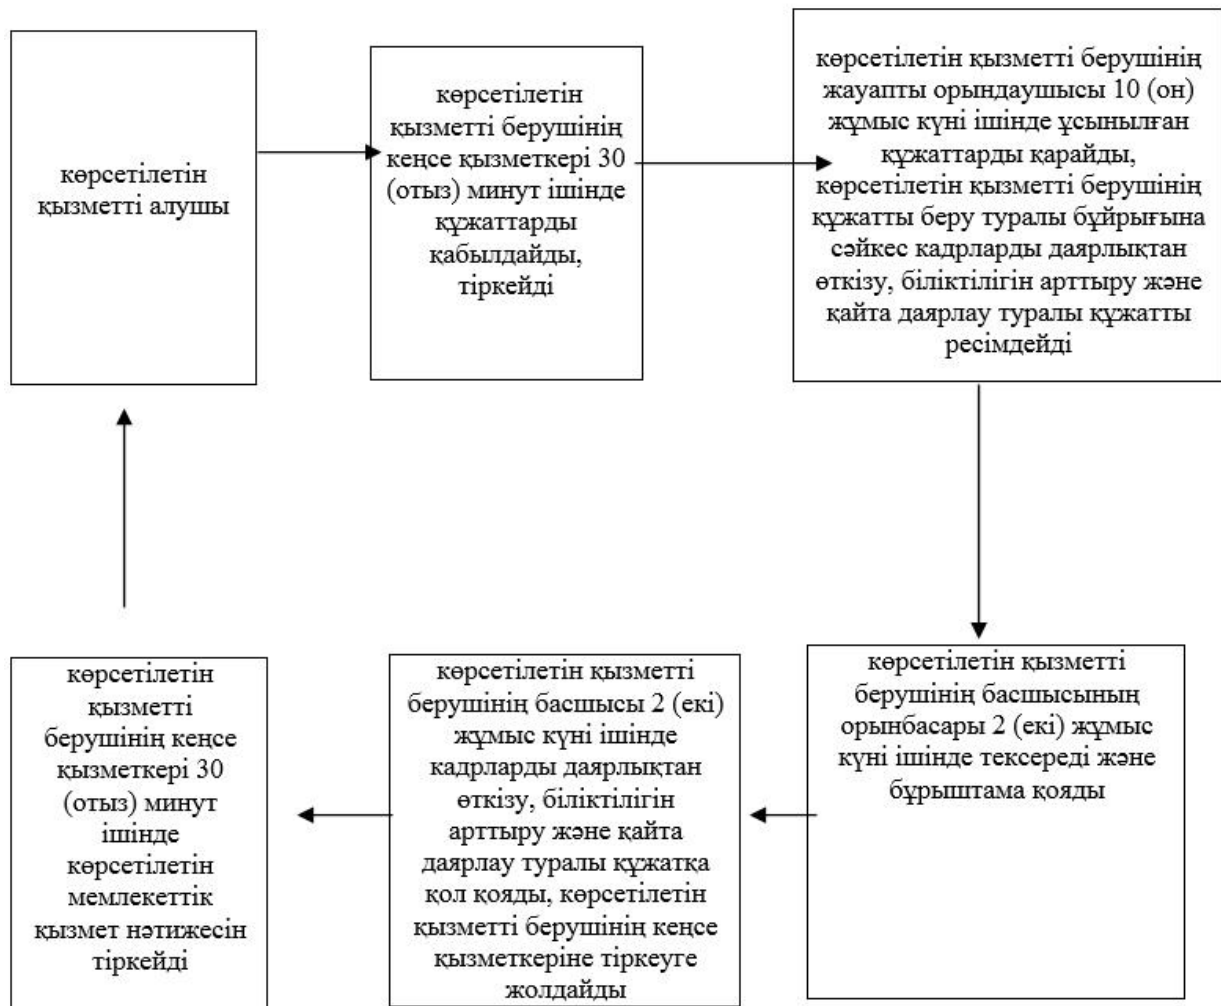 көрсетілетін
қызметті алушы
көрсетілетін
қызметті берушінің
кеңсе қызметкері 30
(отыз) минут ішінде
құжаттарды
қабылдайды,
тіркейді
көрсетілетін қызметті берушінің
жауапты орындаушысы 10 (он)
жұмыс күні ішінде ұсынылған
құжаттарды қарайды,
көрсетілетін қызметті берушінің
құжатты беру туралы бұйрығына
сәйкес кадрларды даярлықтан
өткізу, біліктілігін арттыру және
қайта даярлау туралы құжатты
ресімдейді
көрсетілетін қызметті
берушінің басшысының
орынбасары 2 (екі) жұмыс
күні ішінде тексереді және
бұрыштама қояды
көрсетілетін қызметті
берушінің басшысы 2 (екі)
жұмыс күні ішінде
кадрларды даярлықтан
өткізу, біліктілігін
арттыру және қайта
даярлау туралы құжатқа
қол қояды, көрсетілетін
қызметті берушінің кеңсе
қызметкеріне тіркеуге
жолдайды
көрсетілетін
қызметті
берушінің кеңсе
қызметкері 30
(отыз) минут
ішінде
көрсетілетін
мемлекеттік
қызмет нәтижесін
тіркейді